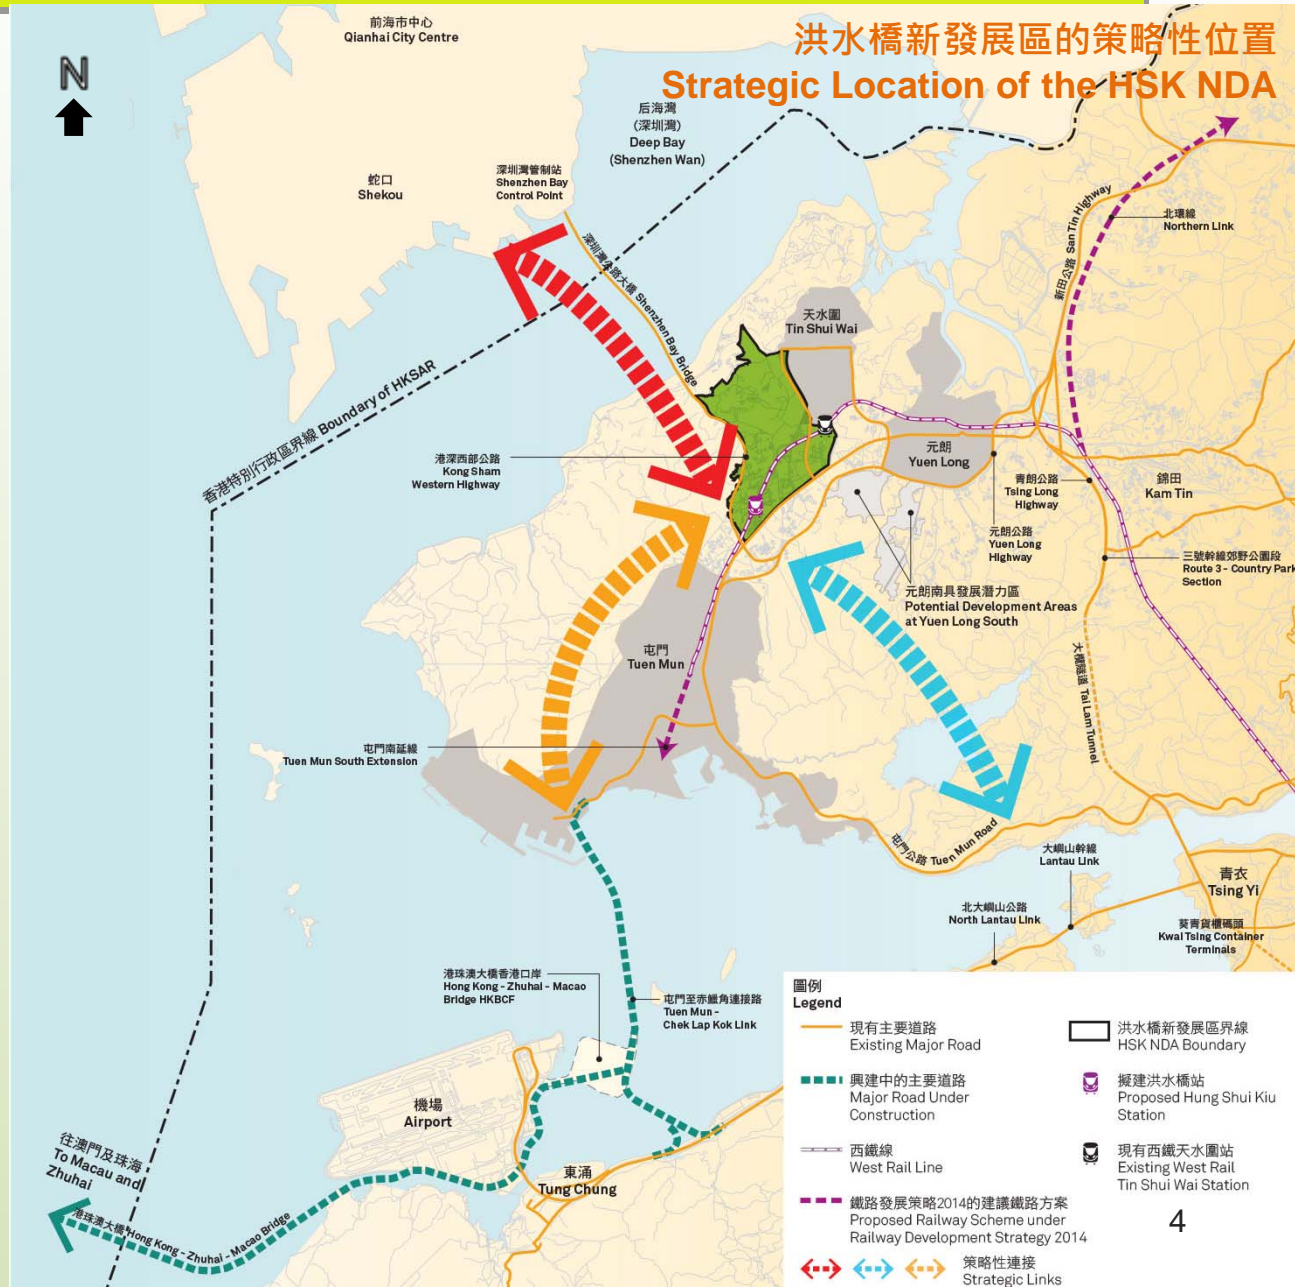 洪水橋新發展區的策略性位置
Strategic Location of the HSK NDA
N
前海市中心
Qianhai City Centre
后海灣
(深圳灣)
Deep Bay
(Shenzhen Wan)
蛇口
Shekou
深圳灣管制站
Shenzhen Bay
Control Point
深圳灣公路大橋 Shenzhen Bay Bridge
新田公路 San Tin Highway
北環線
Northern Link
天水圍
Tin Shui Wai
香港特別行政區界線 Boundary of HKSAR
港深西部公路
Kong Sham
Western Highway
元朗
Yuen Long
青朗公路
Tsing Long
Highway
錦田
Kam Tin
元朗公路
Yuen Long
Highway
三號幹線郊野公園段
Route 3 - Country Park
Section
元朗南具發展潛力區
Potential Development Areas
at Yuen Long South
屯門
Tuen Mun
大欖隧道 Tai Lam Tunnel
屯門南延線
Tuen Mun South Extension
屯門公路 Tuen Mun Road
大嶼山幹線
Lantau Link
青衣
Tsing Yi
北大嶼山公路
North Lantau Link
葵青貨櫃碼頭
Kwai Tsing Container
Terminals
港珠澳大橋香港口岸
Hong Kong - Zhuhai - Macao
Bridge HKBCF
屯門至赤鱲角連接路
Tuen Mun -
Chek Lap Kok Link
機場
Airport
東涌
Tung Chung
往澳門及珠海
To Macau and
Zhuhai
港珠澳大橋 Hong Kong - Zhuhai - Macao Bridge
圖例
Legend
現有主要道路
Existing Major Road
興建中的主要道路
Major Road Under
Construction
西鐵線
West Rail Line
鐵路發展策略2014的建議鐵路方案
Proposed Railway Scheme under
Railway Development Strategy 2014
策略性連接
Strategic Links
洪水橋新發展區界線
HSK NDA Boundary
擬建洪水橋站
Proposed Hung Shui Kiu
Station
現有西鐵天水圍站
Existing West Rail
Tin Shui Wai Station
4